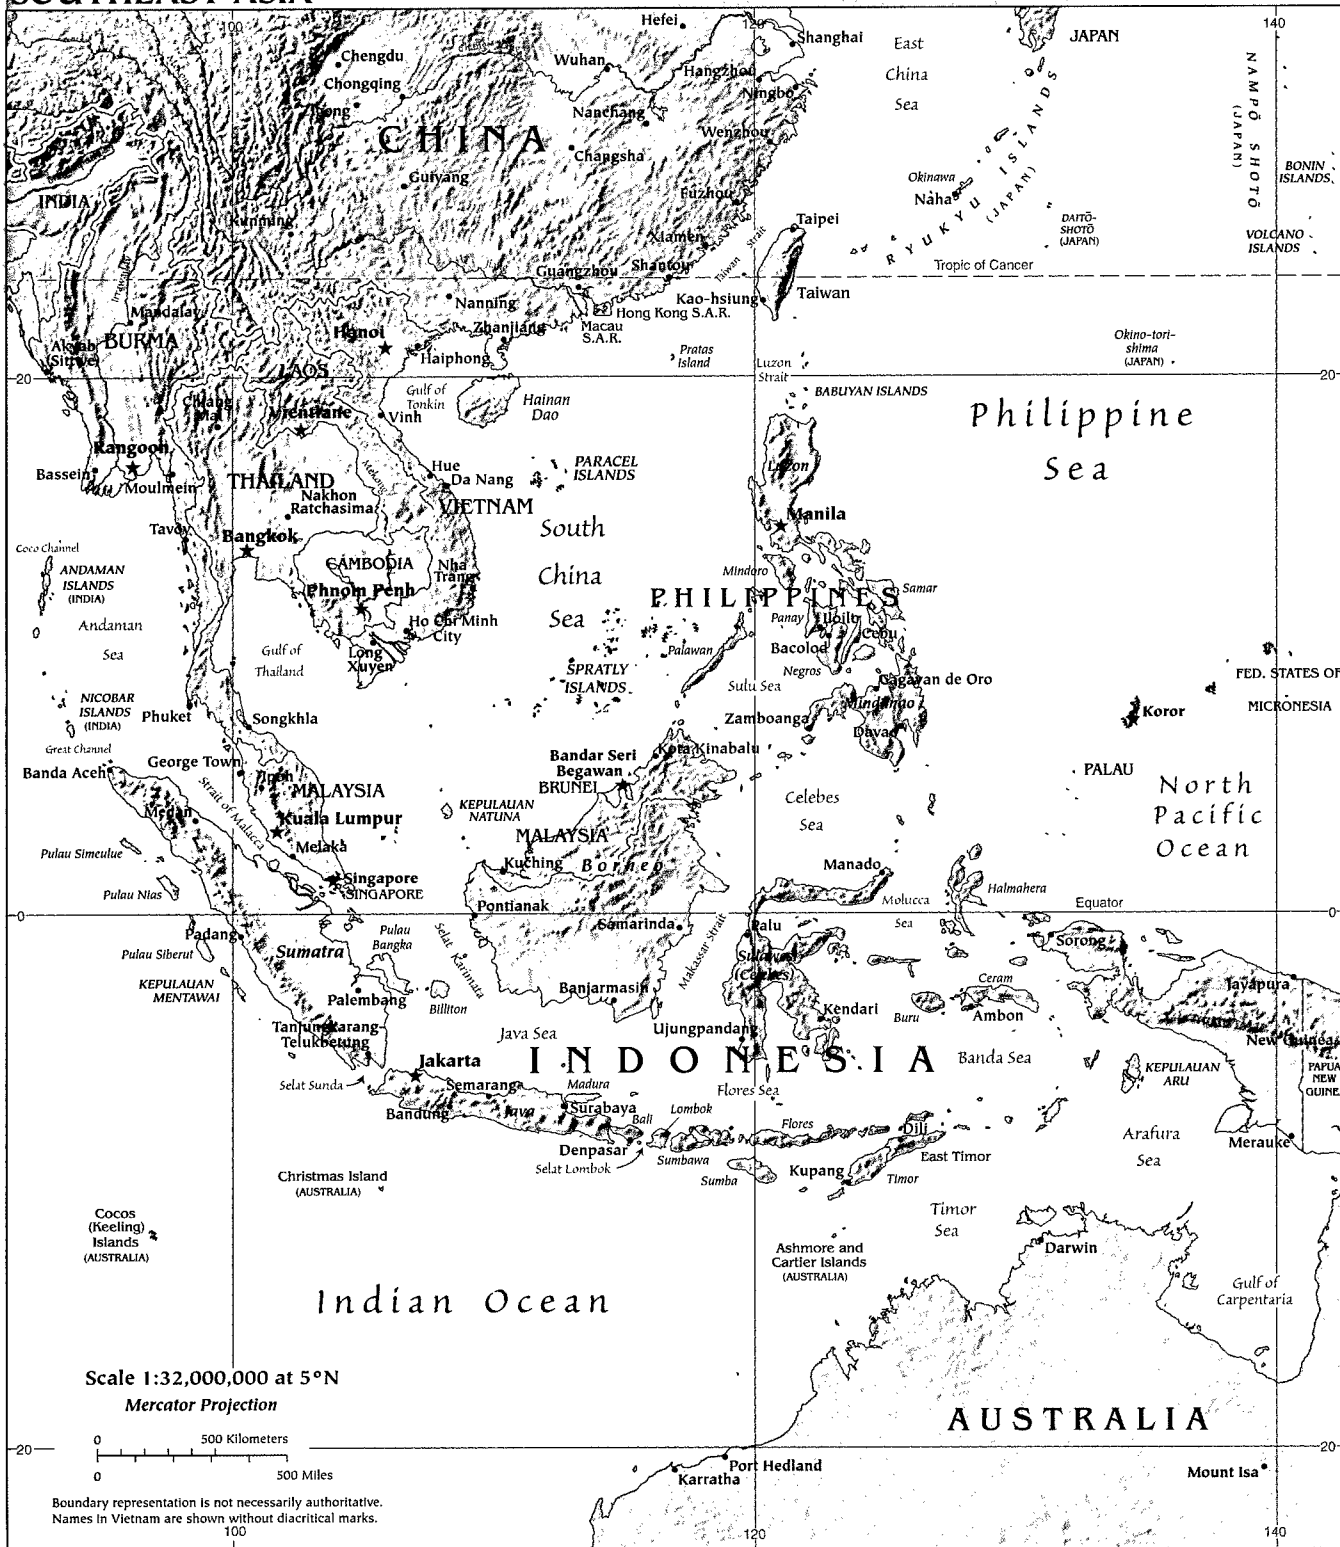 SOUTHEAST ASIA
100
120
140
Hefei
Shanghai
East
China
Sea
JAPAN
Chengdu
Wuhan
Hangzhou
Chongqing
Ningbo
NAMPŌ SHOTŌ
(JAPAN)
Nanchang
Wenzhou
CHINA
Changsha
BONIN
ISLANDS
Guiyang
Okinawa
Naha
INDIA
Fuzhou
RYUKYU ISLANDS
(JAPAN)
Kunming
Taipei
DAITŌ-
SHOTŌ
(JAPAN)
VOLCANO
ISLANDS
Xiamen
Taiwan Strait
Guangzhou
Shantou
Tropic of Cancer
Irrawaddy
Nanning
Kao-hsiung
Taiwan
Mandalay
Hong Kong S.A.R.
Hanoi
Zhanjiang
Macau
S.A.R.
Akyab
(Sittwe)
BURMA
Haiphong
Pratas
Island
Luzon
Strait
Okino-tori-
shima
(JAPAN)
LAOS
20
20
Chiang
Mai
Gulf of
Tonkin
Hainan
Dao
BABUYAN ISLANDS
Vientiane
Vinh
Philippine
Sea
Rangoon
Bassein
Moulmein
Hue
Da Nang
PARACEL
ISLANDS
Luzon
THAILAND
Mekong
Nakhon
Ratchasima
VIETNAM
South
China
Sea
Manila
Tavoy
Bangkok
Coco Channel
ANDAMAN
ISLANDS
(INDIA)
CAMBODIA
Nha
Trang
Mindoro
Phnom Penh
PHILIPPINES
Samar
Andaman
Sea
Ho Chi Minh
City
Panay
Iloilo
Cebu
Gulf of
Thailand
Long
Xuyen
Palawan
Bacolod
Negros
SPRATLY
ISLANDS
Sulu Sea
Cagayan de Oro
FED. STATES OF
MICRONESIA
NICOBAR
ISLANDS
(INDIA)
Phuket
Songkhla
Zamboanga
Mindanao
Davao
Koror
Great Channel
Banda Aceh
George Town
Ipoh
Bandar Seri
Begawan
BRUNEI
Kota Kinabalu
PALAU
MALAYSIA
Strait of Malacca
KEPULAUAN
NATUNA
Celebes
Sea
North
Pacific
Ocean
Medan
Kuala Lumpur
MALAYSIA
Pulau Simeulue
Melaka
Kuching
Borneo
Manado
Pulau Nias
Singapore
SINGAPORE
Halmahera
Pontianak
Molucca
Sea
Equator
0
0
Padang
Pulau
Bangka
Selat Karimata
Samarinda
Makassar Strait
Palu
Sorong
Pulau Siberut
Sumatra
Sulawesi
(Celebes)
KEPULAUAN
MENTAWAI
Ceram
Jayapura
Palembang
Billiton
Banjarmasin
Kendari
Buru
Ambon
Tanjungkarang
Telukbetung
Java Sea
Ujungpandang
New Guinea
Jakarta
INDONESIA
Banda Sea
KEPULAUAN
ARU
PAPUA
NEW
GUINEA
Selat Sunda
Semarang
Madura
Flores Sea
Bandung
Java
Surabaya
Bali
Lombok
Flores
Dili
Arafura
Sea
Merauke
Denpasar
Selat Lombok
Sumbawa
East Timor
Christmas Island
(AUSTRALIA)
Sumba
Kupang
Timor
Cocos
(Keeling)
Islands
(AUSTRALIA)
Timor
Sea
Ashmore and
Cartier Islands
(AUSTRALIA)
Darwin
Indian Ocean
Gulf of
Carpentaria
Scale 1:32,000,000 at 5°N
Mercator Projection
AUSTRALIA
0 500 Kilometers
0 500 Miles
20
20
Port Hedland
Karratha
Mount Isa
Boundary representation is not necessarily authoritative.
Names in Vietnam are shown without diacritical marks.
100
120
140